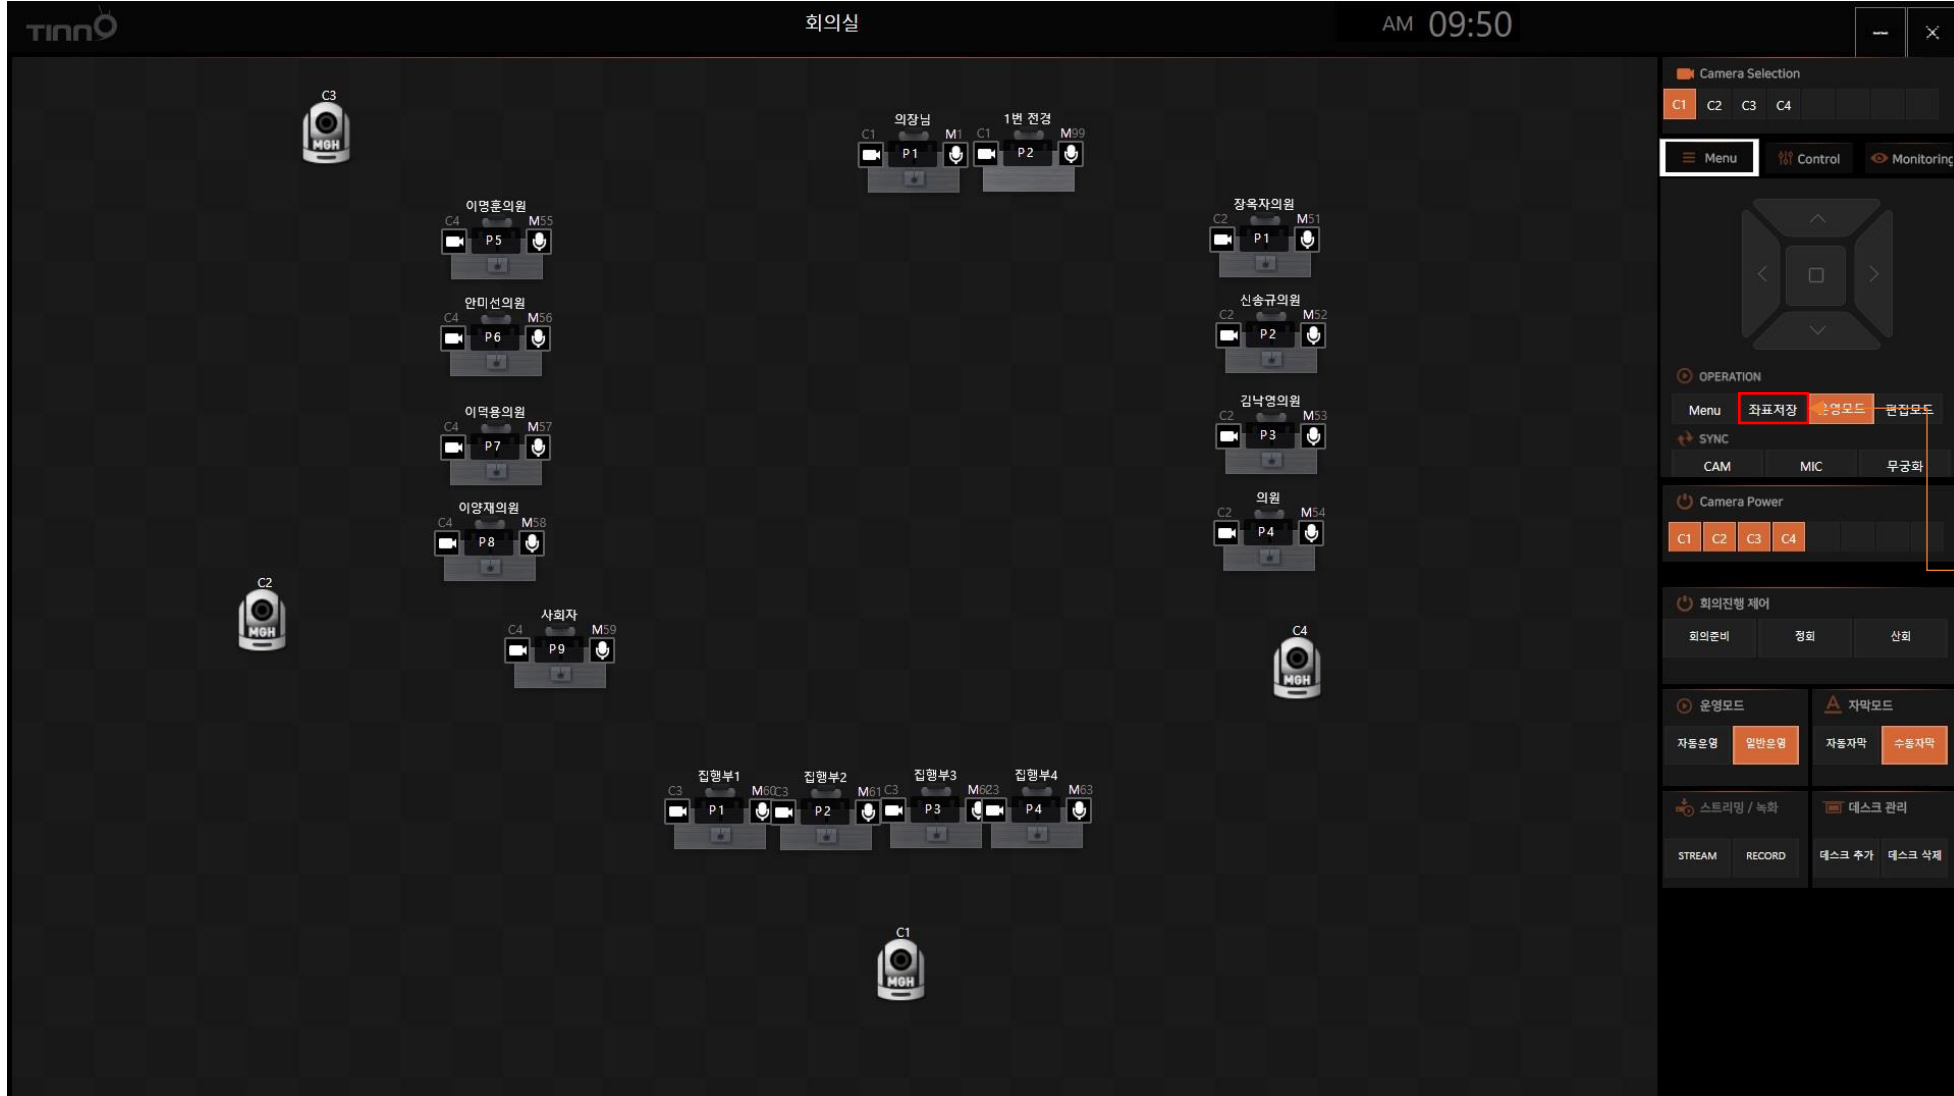 TINNO
회의실
AM 09:50
Camera Selection
C1 C2 C3 C4
Menu Control Monitoring
OPERATION
Menu 좌표저장 운영모드 편집모드
SYNC
CAM MIC 무궁화
Camera Power
C1 C2 C3 C4
회의진행 제어
회의준비 정회 산회
운영모드
자동운영 일반운영
자막모드
자동자막 수동자막
스트리밍 / 녹화
STREAM RECORD
데스크 관리
데스크 추가 데스크 삭제
C3
MGH
의장님
C1 M1
P1
1번 전경
C1 M99
P2
이명훈의원
C4 M55
P5
장옥자의원
C2 M51
P1
안미선의원
C4 M56
P6
신송규의원
C2 M52
P2
이덕용의원
C4 M57
P7
김낙영의원
C2 M53
P3
이양재의원
C4 M58
P8
의원
C2 M54
P4
C2
MGH
사회자
C4 M59
P9
C4
MGH
집행부1
C3 M60
P1
집행부2
C3 M61
P2
집행부3
C3 M62
P3
집행부4
C3 M63
P4
C1
MGH